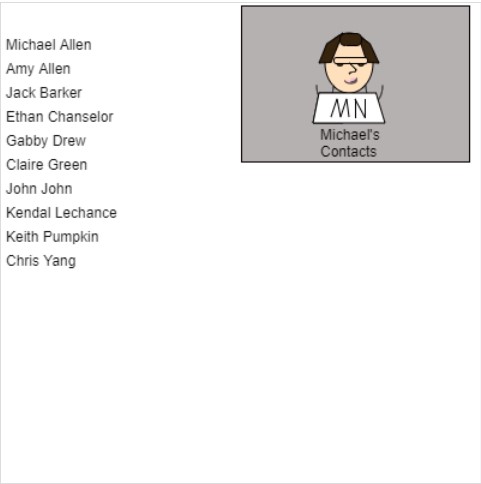 Michael Allen
Amy Allen
Jack Barker
Ethan Chanselor
Gabby Drew
Claire Green
John John
Kendal Lechance
Keith Pumpkin
Chris Yang
MN
Michael's
Contacts